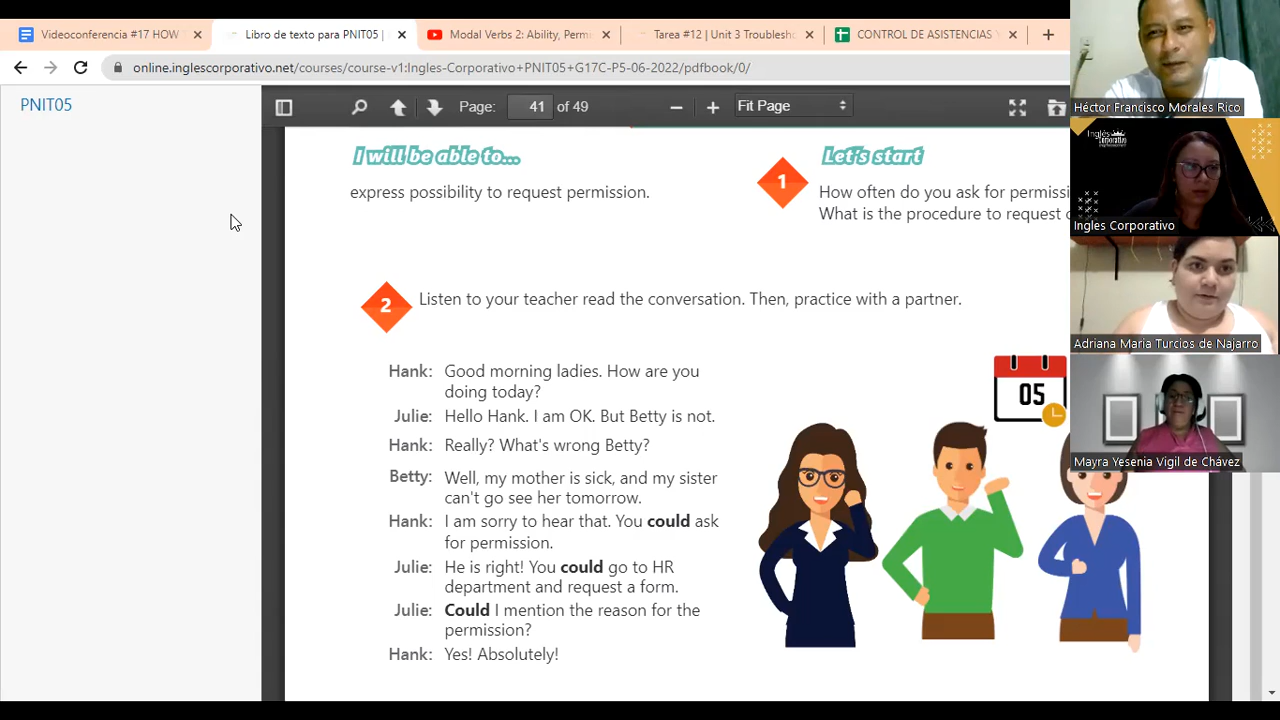 Videoconferencia #17 HOW
Libro de texto para PNIT05 |
Modal Verbs 2: Ability, Perm
Tarea #12 | Unit 3 Troublesh
CONTROL DE ASISTENCIAS Y
online.inglescorporativo.net/courses/course-v1:Ingles-Corporativo+PNIT05+G17C-P5-06-2022/pdfbook/0/
PNIT05
Page: 41 of 49
Fit Page
I will be able to...
express possibility to request permission.
Let's start
1
How often do you ask for permissi
What is the procedure to request o
2
Listen to your teacher read the conversation. Then, practice with a partner.
Hank: Good morning ladies. How are you
doing today?
Julie: Hello Hank. I am OK. But Betty is not.
Hank: Really? What's wrong Betty?
Betty: Well, my mother is sick, and my sister
can't go see her tomorrow.
Hank: I am sorry to hear that. You could ask
for permission.
Julie: He is right! You could go to HR
department and request a form.
Julie: Could I mention the reason for the
permission?
Hank: Yes! Absolutely!
05
Héctor Francisco Morales Rico
Inglés
Corporativo
Ingles Corporativo
Adriana Maria Turcios de Najarro
Mayra Yesenia Vigil de Chávez